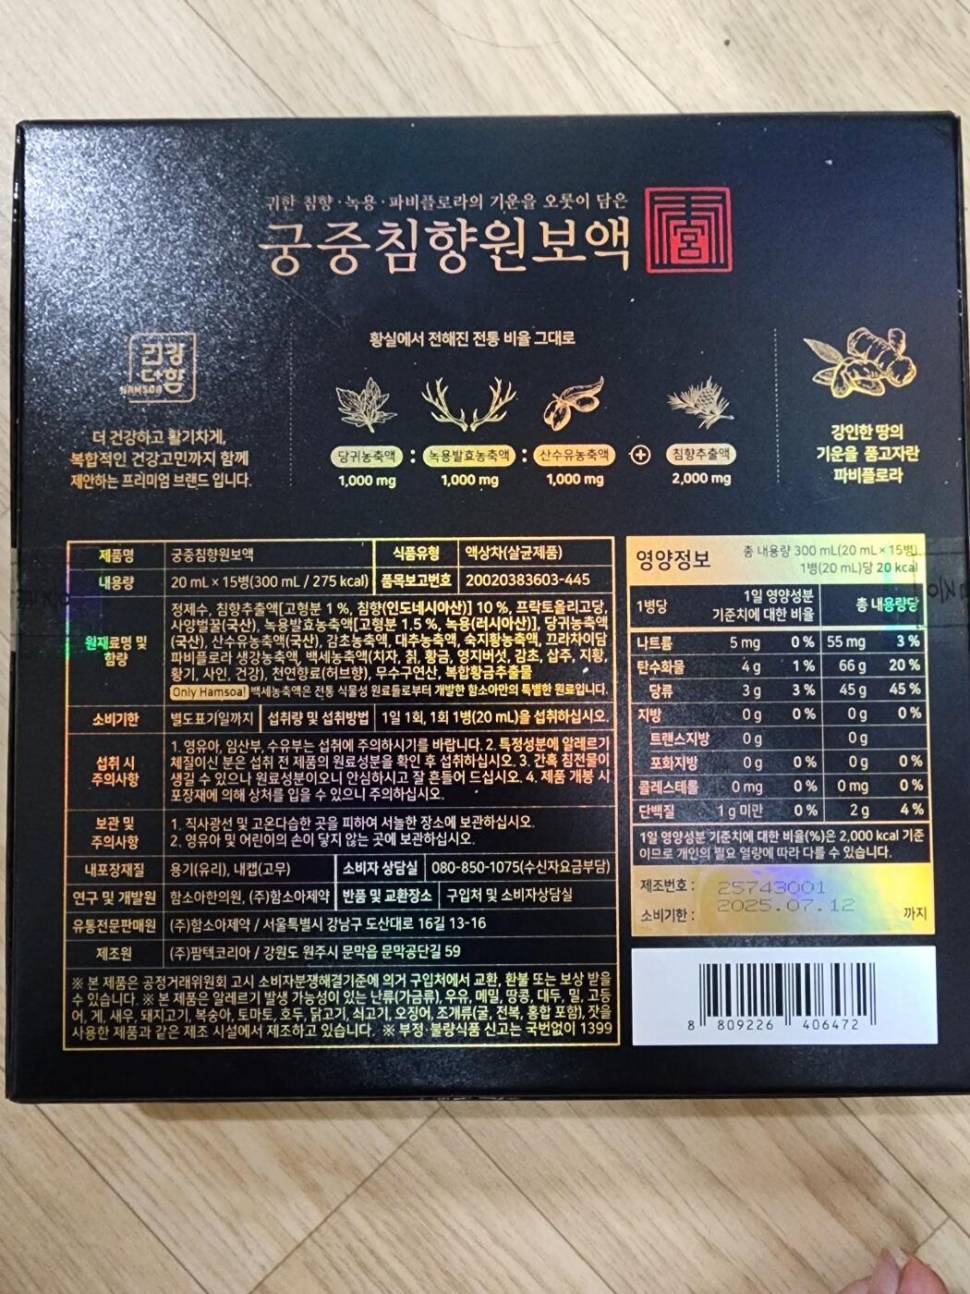 귀한 침향·녹용·파비플로라의 기운을 오롯이 담은
궁중침향원보액
건강
담함
HAMSOA
더 건강하고 활기차게,
복합적인 건강고민까지 함께
제안하는 프리미엄 브랜드 입니다.
황실에서 전해진 전통 비율 그대로
당귀농축액 : 녹용발효농축액 : 산수유농축액 + 침향추출액
1,000 mg 1,000 mg 1,000 mg 2,000 mg
강인한 땅의
기운을 품고자란
파비플로라
제품명 궁중침향원보액 식품유형 액상차(살균제품)
내용량 20 mL × 15병(300 mL / 275 kcal) 품목보고번호 20020383603-445
원재료명 및 함량
정제수, 침향추출액[고형분 1 %, 침향(인도네시아산)] 10 %, 프락토올리고당,
사양벌꿀(국산), 녹용발효농축액[고형분 1.5 %, 녹용(러시아산)], 당귀농축액
(국산), 산수유농축액(국산), 감초농축액, 대추농축액, 숙지황농축액, 끄라차이담
파비플로라 생강농축액, 백세농축액(치자, 칡, 황금, 영지버섯, 감초, 삽주, 지황,
황기, 사인, 건강), 천연향료(허브향), 무수구연산, 복합황금추출물
Only Hamsoa! 백세농축액은 전통 식물성 원료들로부터 개발한 함소아만의 특별한 원료입니다.
소비기한 별도표기일까지 섭취량 및 섭취방법 1일 1회, 1회 1병(20 mL)을 섭취하십시오.
섭취 시
주의사항
1. 영유아, 임산부, 수유부는 섭취에 주의하시기를 바랍니다. 2. 특정성분에 알레르기
체질이신 분은 섭취 전 제품의 원료성분을 확인 후 섭취하십시오. 3. 간혹 침전물이
생길 수 있으나 원료성분이오니 안심하시고 잘 흔들어 드십시오. 4. 제품 개봉 시
포장재에 의해 상처를 입을 수 있으니 주의하십시오.
보관 및
주의사항
1. 직사광선 및 고온다습한 곳을 피하여 서늘한 장소에 보관하십시오.
2. 영유아 및 어린이의 손이 닿지 않는 곳에 보관하십시오.
내포장재질 용기(유리), 내캡(고무) 소비자 상담실 080-850-1075(수신자요금부담)
연구 및 개발원 함소아한의원, (주)함소아제약 반품 및 교환장소 구입처 및 소비자상담실
유통전문판매원 (주)함소아제약 / 서울특별시 강남구 도산대로 16길 13-16
제조원 (주)팜텍코리아 / 강원도 원주시 문막읍 문막공단길 59
※ 본 제품은 공정거래위원회 고시 소비자분쟁해결기준에 의거 구입처에서 교환, 환불 또는 보상 받을
수 있습니다. ※ 본 제품은 알레르기 발생 가능성이 있는 난류(가금류), 우유, 메밀, 땅콩, 대두, 밀, 고등
어, 게, 새우, 돼지고기, 복숭아, 토마토, 호두, 닭고기, 쇠고기, 오징어, 조개류(굴, 전복, 홍합 포함), 잣을
사용한 제품과 같은 제조 시설에서 제조하고 있습니다. ※ 부정·불량식품 신고는 국번없이 1399
영양정보 총 내용량 300 mL(20 mL × 15병)
1병(20 mL)당 20 kcal
1병당 1일 영양성분 기준치에 대한 비율 총 내용량당
나트륨 5 mg 0 % 55 mg 3 %
탄수화물 4 g 1 % 66 g 20 %
당류 3 g 3 % 45 g 45 %
지방 0 g 0 % 0 g 0 %
트랜스지방 0 g 0 g
포화지방 0 g 0 % 0 g 0 %
콜레스테롤 0 mg 0 % 0 mg 0 %
단백질 1 g 미만 0 % 2 g 4 %
1일 영양성분 기준치에 대한 비율(%)은 2,000 kcal 기준
이므로 개인의 필요 열량에 따라 다를 수 있습니다.
제조번호 : 25743001
소비기한 : 2025.07.12 까지
8 809226 406472